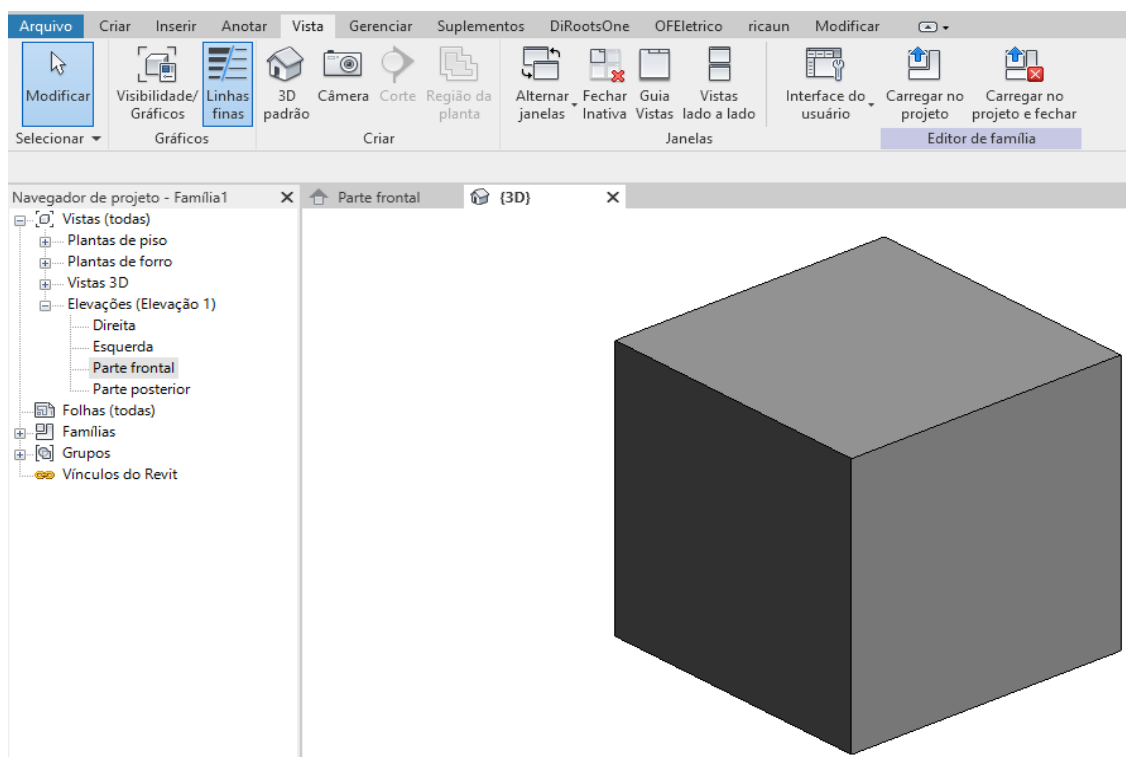 Arquivo Criar Inserir Anotar Vista Gerenciar Suplementos DiRootsOne OFEletrico ricaun Modificar
Modificar
Visibilidade/
Gráficos
Linhas
finas
3D
padrão
Câmera
Corte
Região da
planta
Alternar
janelas
Fechar
Inativa
Guia
Vistas
Vistas
lado a lado
Interface do
usuário
Carregar no
projeto
Carregar no
projeto e fechar
Selecionar Gráficos Criar Janelas Editor de família
Navegador de projeto - Família1
Parte frontal
{3D}
Vistas (todas)
Plantas de piso
Plantas de forro
Vistas 3D
Elevações (Elevação 1)
Direita
Esquerda
Parte frontal
Parte posterior
Folhas (todas)
Famílias
Grupos
Vínculos do Revit